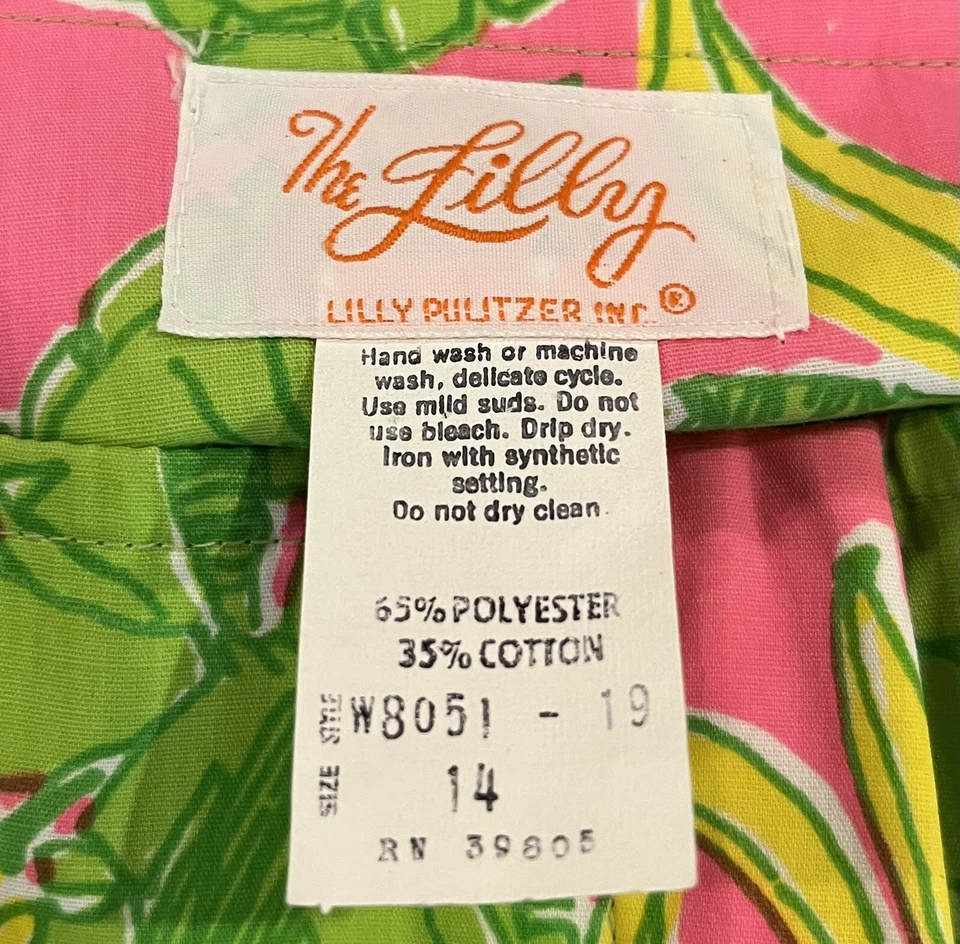 The Lilly
LILLY PULITZER INC. ®
Hand wash or machine
wash, delicate cycle.
Use mild suds. Do not
use bleach. Drip dry.
Iron with synthetic
setting.
Do not dry clean.
65% POLYESTER
35% COTTON
STYLE W8051 - 19
SIZE 14
RN 39805